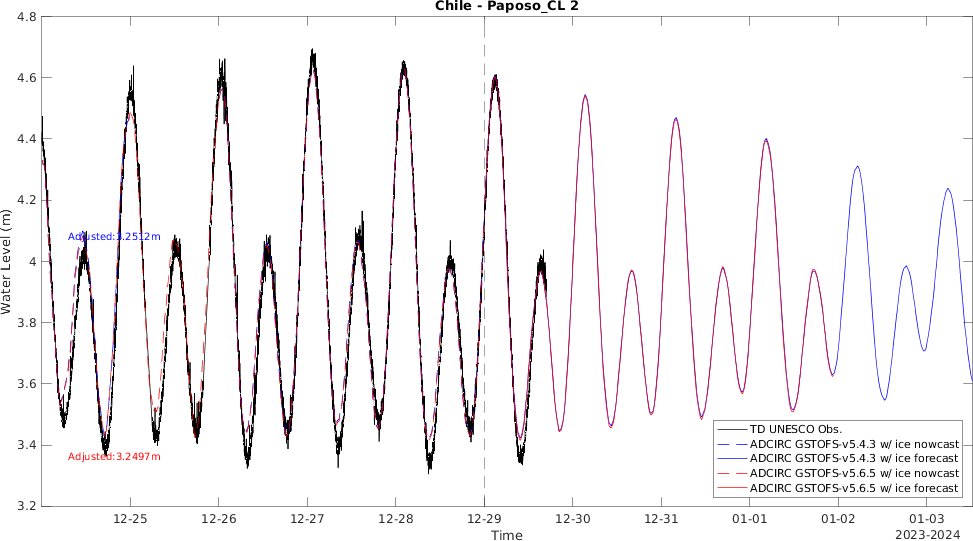 Chile - Paposo_CL 2
4.8
4.6
4.4
4.2
4
3.8
3.6
3.4
3.2
Water Level (m)
Adjusted:3.2512m
Adjusted:3.2497m
TD UNESCO Obs.
ADCIRC GSTOFS-v5.4.3 w/ ice nowcast
ADCIRC GSTOFS-v5.4.3 w/ ice forecast
ADCIRC GSTOFS-v5.6.5 w/ ice nowcast
ADCIRC GSTOFS-v5.6.5 w/ ice forecast
12-25 12-26 12-27 12-28 12-29 12-30 12-31 01-01 01-02 01-03
Time
2023-2024